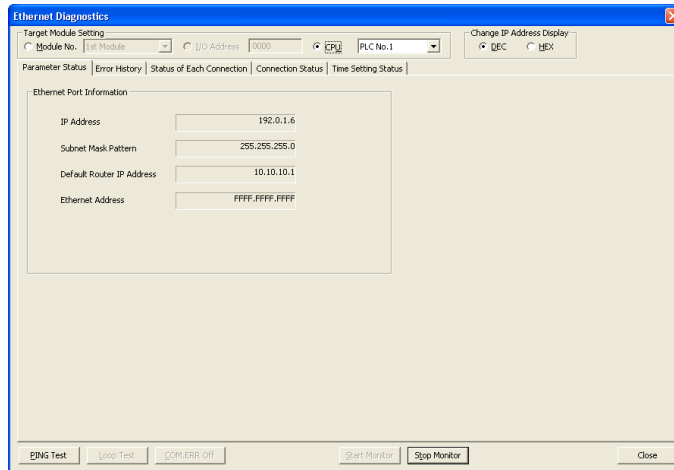 Ethernet Diagnostics
Target Module Setting
Module No. 1st Module I/O Address 0000 CPU PLC No.1
Change IP Address Display
DEC HEX
Parameter Status Error History Status of Each Connection Connection Status Time Setting Status
Ethernet Port Information
IP Address 192.0.1.6
Subnet Mask Pattern 255.255.255.0
Default Router IP Address 10.10.10.1
Ethernet Address FFFF.FFFF.FFFF
PING Test Loop Test COM.ERR Off Start Monitor Stop Monitor Close